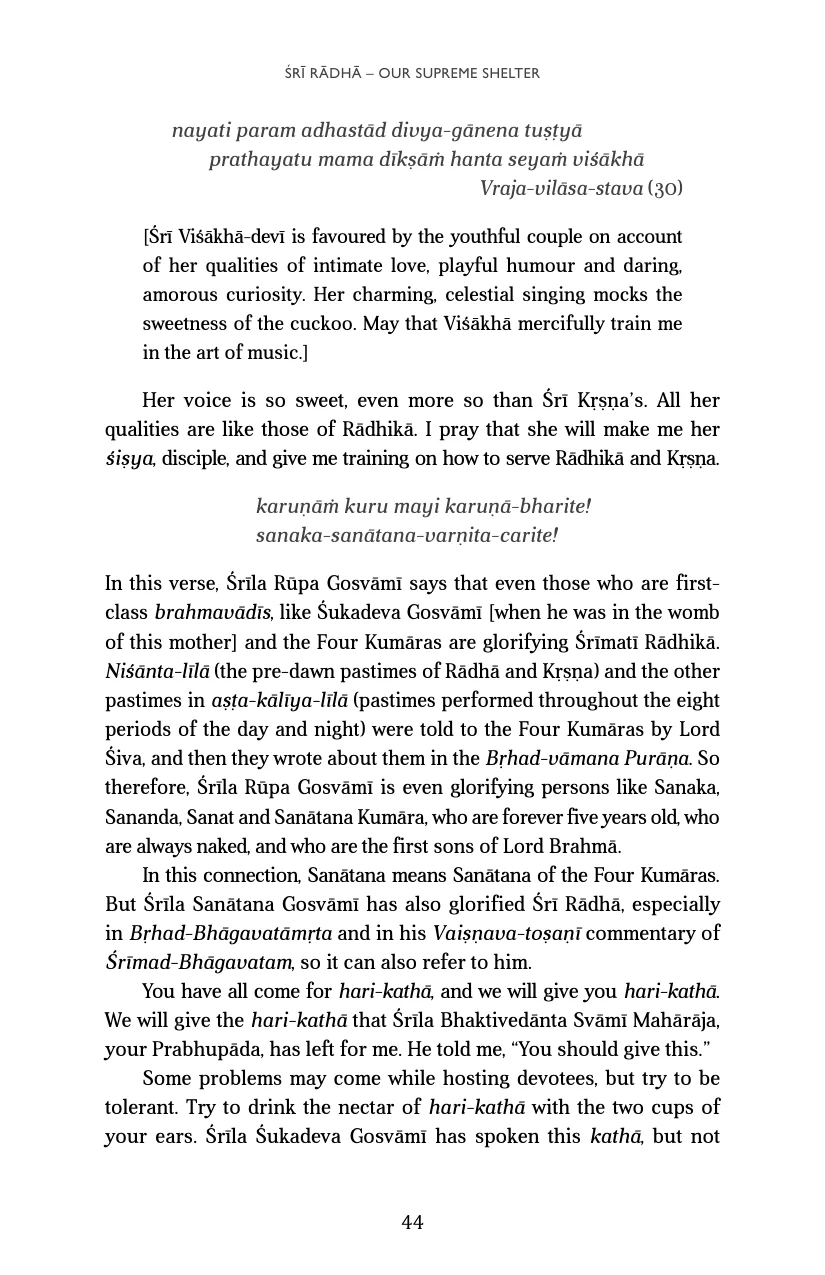 ŚRĪ RĀDHĀ – OUR SUPREME SHELTER
nayati param adhastād divya-gānena tuṣṭyā
prathayatu mama dīkṣāṁ hanta seyaṁ viśākhā
Vraja-vilāsa-stava (30)
[Śrī Viśākhā-devī is favoured by the youthful couple on account
of her qualities of intimate love, playful humour and daring,
amorous curiosity. Her charming, celestial singing mocks the
sweetness of the cuckoo. May that Viśākhā mercifully train me
in the art of music.]
Her voice is so sweet, even more so than Śrī Kṛṣṇa’s. All her
qualities are like those of Rādhikā. I pray that she will make me her
śiṣya, disciple, and give me training on how to serve Rādhikā and Kṛṣṇa.
karuṇāṁ kuru mayi karuṇā-bharite!
sanaka-sanātana-varṇita-carite!
In this verse, Śrīla Rūpa Gosvāmī says that even those who are first-
class brahmavādīs, like Śukadeva Gosvāmī [when he was in the womb
of this mother] and the Four Kumāras are glorifying Śrīmatī Rādhikā.
Niśānta-līlā (the pre-dawn pastimes of Rādhā and Kṛṣṇa) and the other
pastimes in aṣṭa-kālīya-līlā (pastimes performed throughout the eight
periods of the day and night) were told to the Four Kumāras by Lord
Śiva, and then they wrote about them in the Bṛhad-vāmana Purāṇa. So
therefore, Śrīla Rūpa Gosvāmī is even glorifying persons like Sanaka,
Sananda, Sanat and Sanātana Kumāra, who are forever five years old, who
are always naked, and who are the first sons of Lord Brahmā.
In this connection, Sanātana means Sanātana of the Four Kumāras.
But Śrīla Sanātana Gosvāmī has also glorified Śrī Rādhā, especially
in Bṛhad-Bhāgavatāmṛta and in his Vaiṣṇava-toṣaṇī commentary of
Śrīmad-Bhāgavatam, so it can also refer to him.
You have all come for hari-kathā, and we will give you hari-kathā.
We will give the hari-kathā that Śrīla Bhaktivedānta Svāmī Mahārāja,
your Prabhupāda, has left for me. He told me, “You should give this.”
Some problems may come while hosting devotees, but try to be
tolerant. Try to drink the nectar of hari-kathā with the two cups of
your ears. Śrīla Śukadeva Gosvāmī has spoken this kathā, but not
44